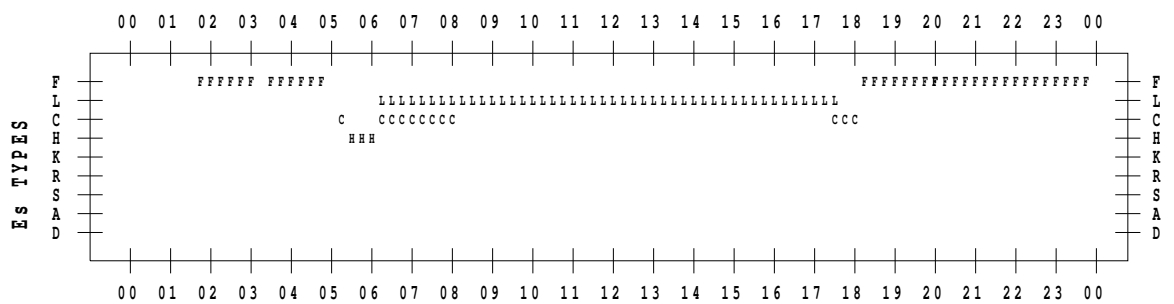 00 01 02 03 04 05 06 07 08 09 10 11 12 13 14 15 16 17 18 19 20 21 22 23 00
Es TYPES
F FFFFFF FFFFFF FFFFFFFFFFFFFFFFFFFFFFF F
L LLLLLLLLLLLLLLLLLLLLLLLLLLLLLLLLLLLLLLLLLLLLLL L
C C CCCCCCCC CCC C
H HHH H
K K
R R
S S
A A
D D
00 01 02 03 04 05 06 07 08 09 10 11 12 13 14 15 16 17 18 19 20 21 22 23 00